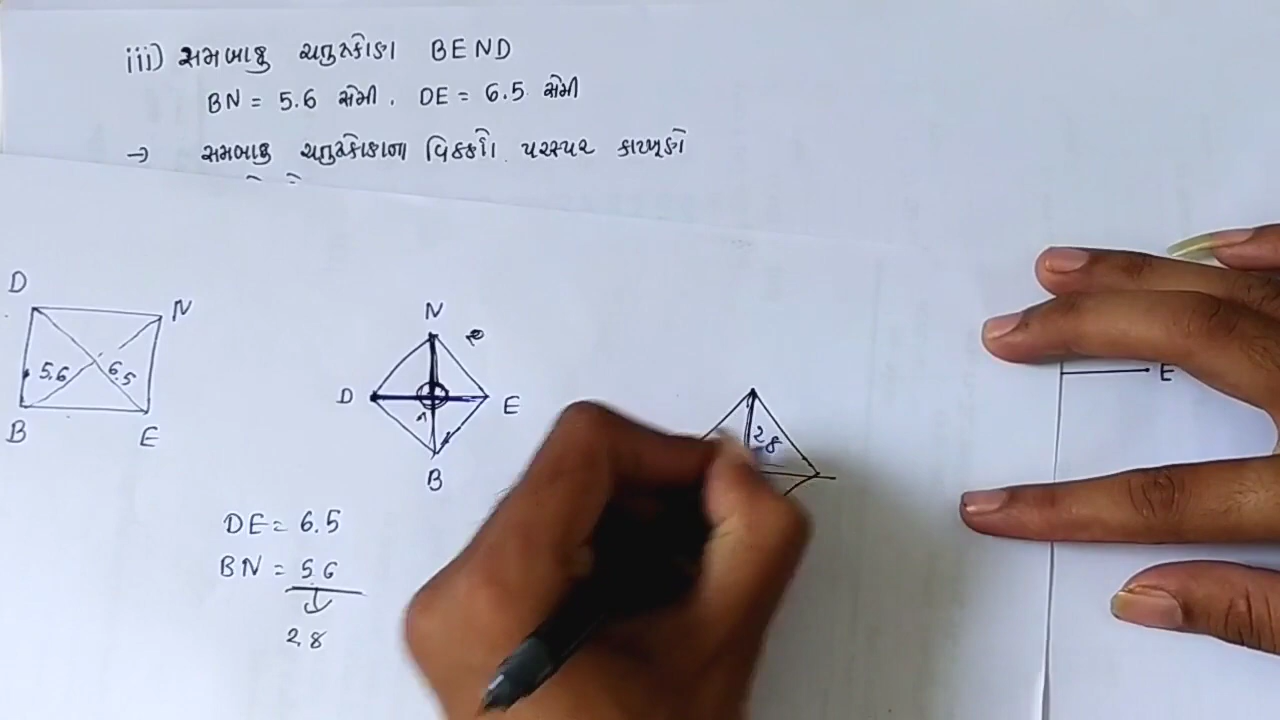 iii) સમબાજુ ચતુષ્કોણ BEND
BN = 5.6 સેમી. DE = 6.5 સેમી
→ સમબાજુ ચતુષ્કોણના વિકર્ણો પરસ્પર કાટખૂણે
D
N
5.6
6.5
B
E
N
D
E
B
DE = 6.5
BN = 5.6
2.8
2.8
E